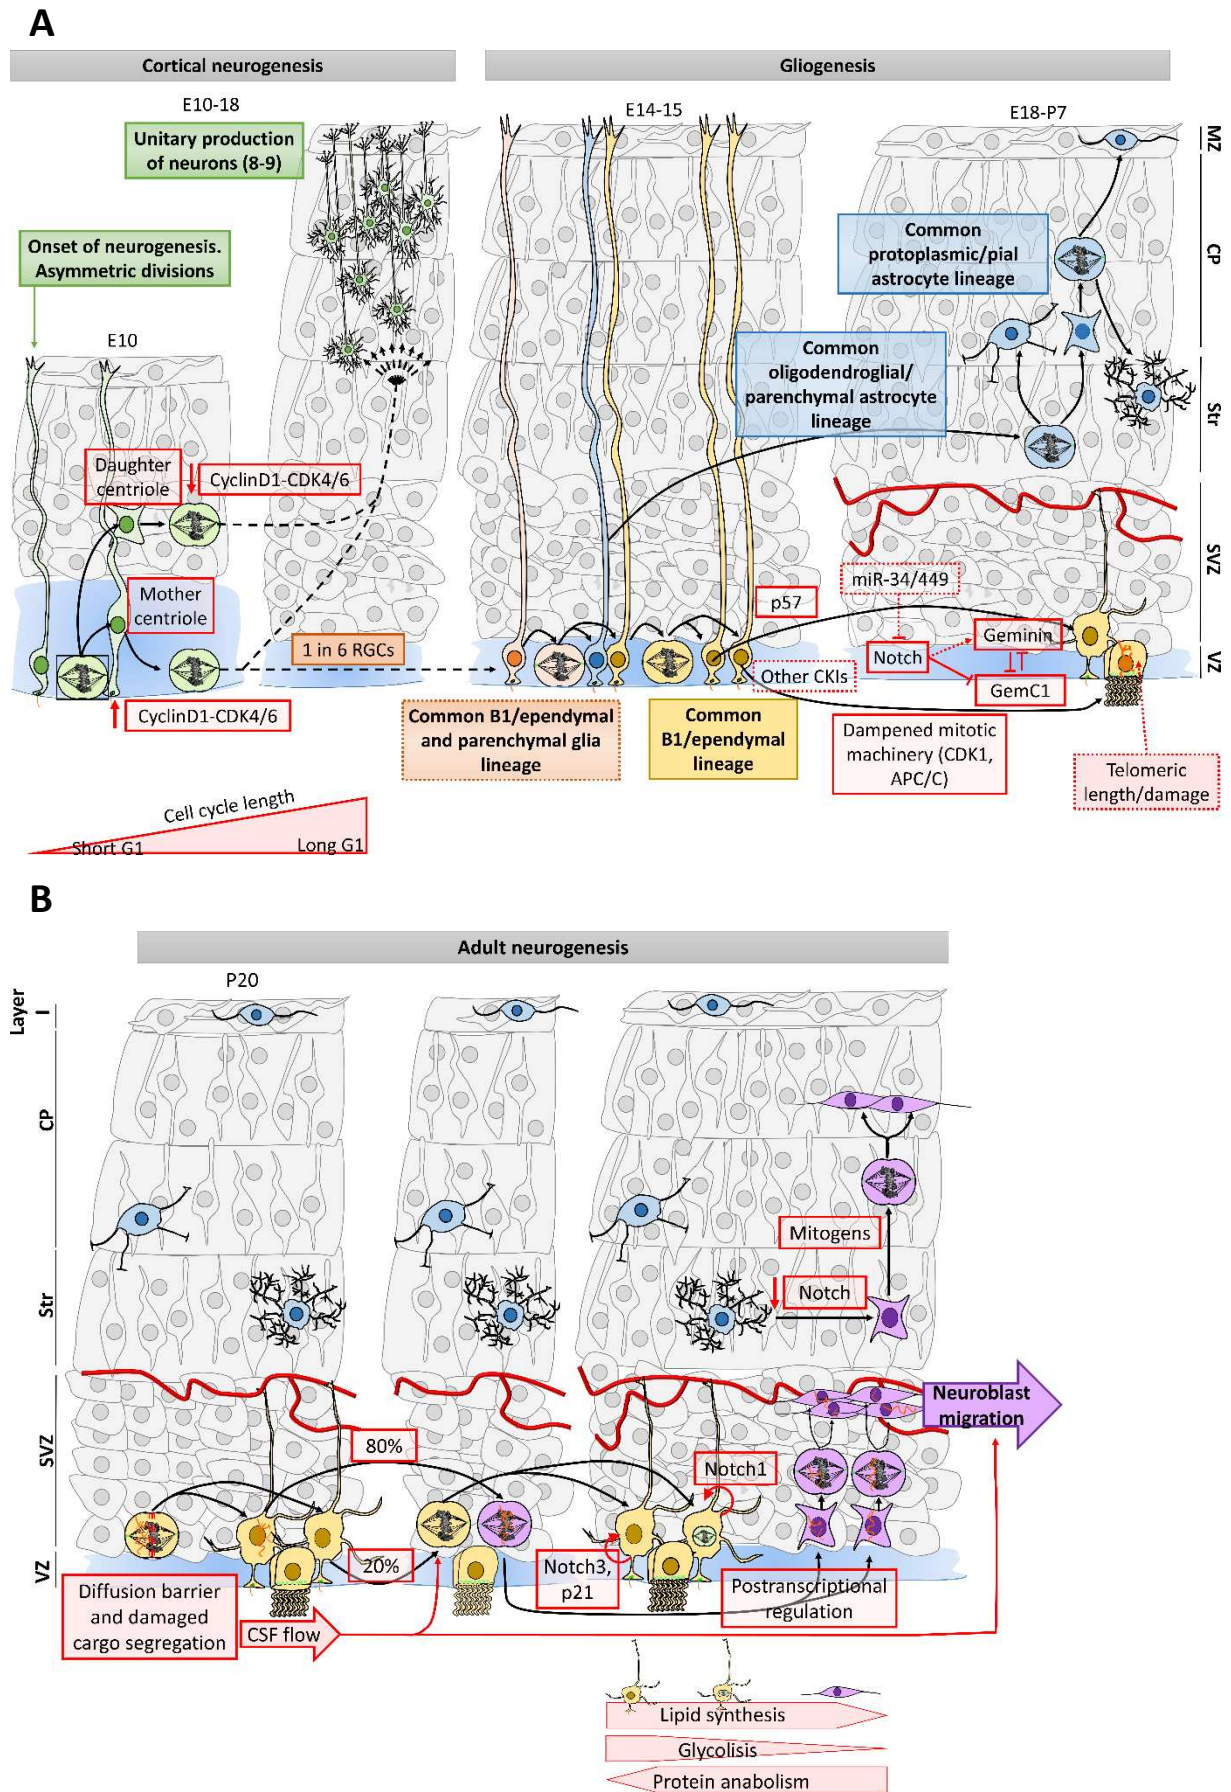 A
Cortical neurogenesis
Gliogenesis
E10-18
E14-15
E18-P7
Unitary production
of neurons (8-9)
MZ
Onset of neurogenesis.
Asymmetric divisions
Common
protoplasmic/pial
astrocyte lineage
CP
E10
Common
oligodendroglial/
parenchymal astrocyte
lineage
Str
Daughter
centriole
CyclinD1-CDK4/6
SVZ
miR-34/449
p57
Mother
centriole
Geminin
1 in 6 RGCs
Notch
VZ
Other CKIs
GemC1
CyclinD1-CDK4/6
Common B1/ependymal
and parenchymal glia
lineage
Common
B1/ependymal
lineage
Dampened mitotic
machinery (CDK1,
APC/C)
Telomeric
length/damage
Cell cycle length
Short G1
Long G1
B
Adult neurogenesis
P20
Layer
I
CP
Mitogens
Notch
Str
Neuroblast
migration
80%
SVZ
Notch1
20%
VZ
Notch3,
p21
Diffusion barrier
and damaged
cargo segregation
Postranscriptional
regulation
CSF flow
Lipid synthesis
Glycolisis
Protein anabolism